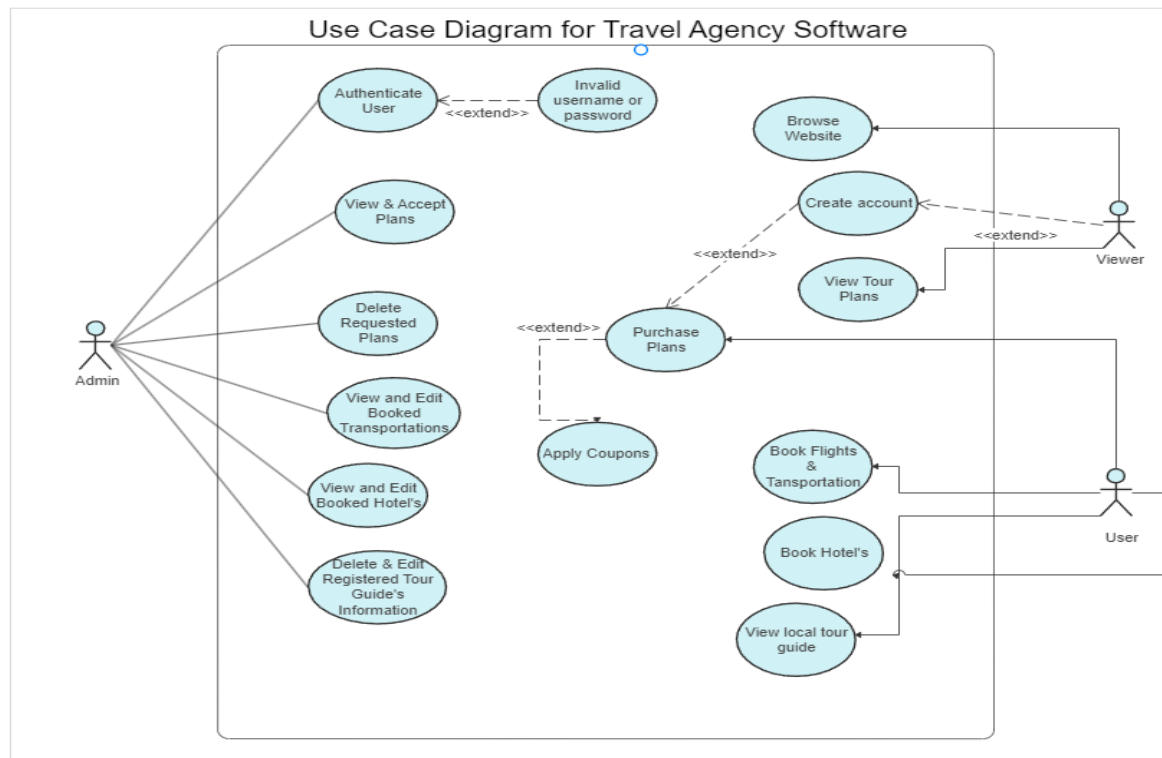 Use Case Diagram for Travel Agency Software
Authenticate
User
<<extend>>
Invalid
username or
password
Browse
Website
View & Accept
Plans
Create account
<<extend>>
<<extend>>
Viewer
View Tour
Plans
Delete
Requested
Plans
<<extend>>
Purchase
Plans
Admin
View and Edit
Booked
Transportations
Apply Coupons
Book Flights
&
Tansportation
View and Edit
Booked Hotel's
User
Book Hotel's
Delete & Edit
Registered Tour
Guide's
Information
View local tour
guide